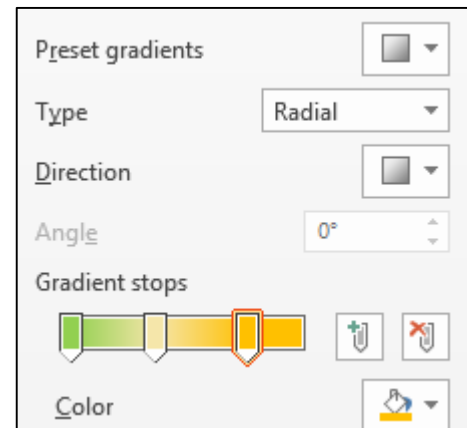 Preset gradients
Type Radial
Direction
Angle 0°
Gradient stops
Color